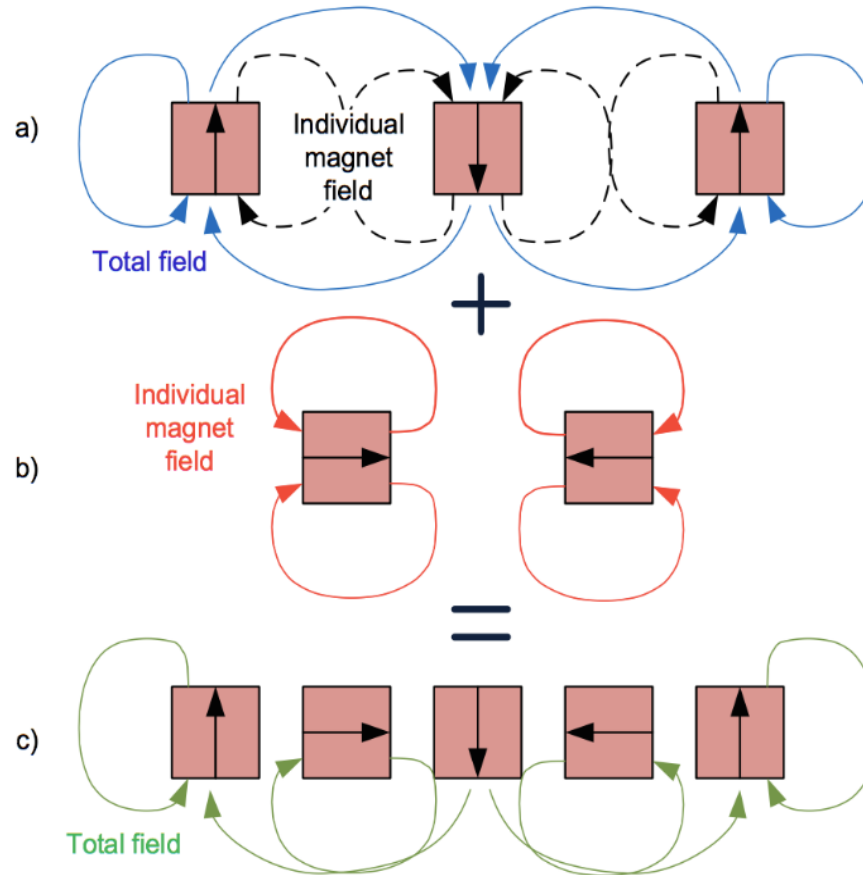 a)
Individual
magnet
field
Total field
+
Individual
magnet
field
b)
=
c)
Total field